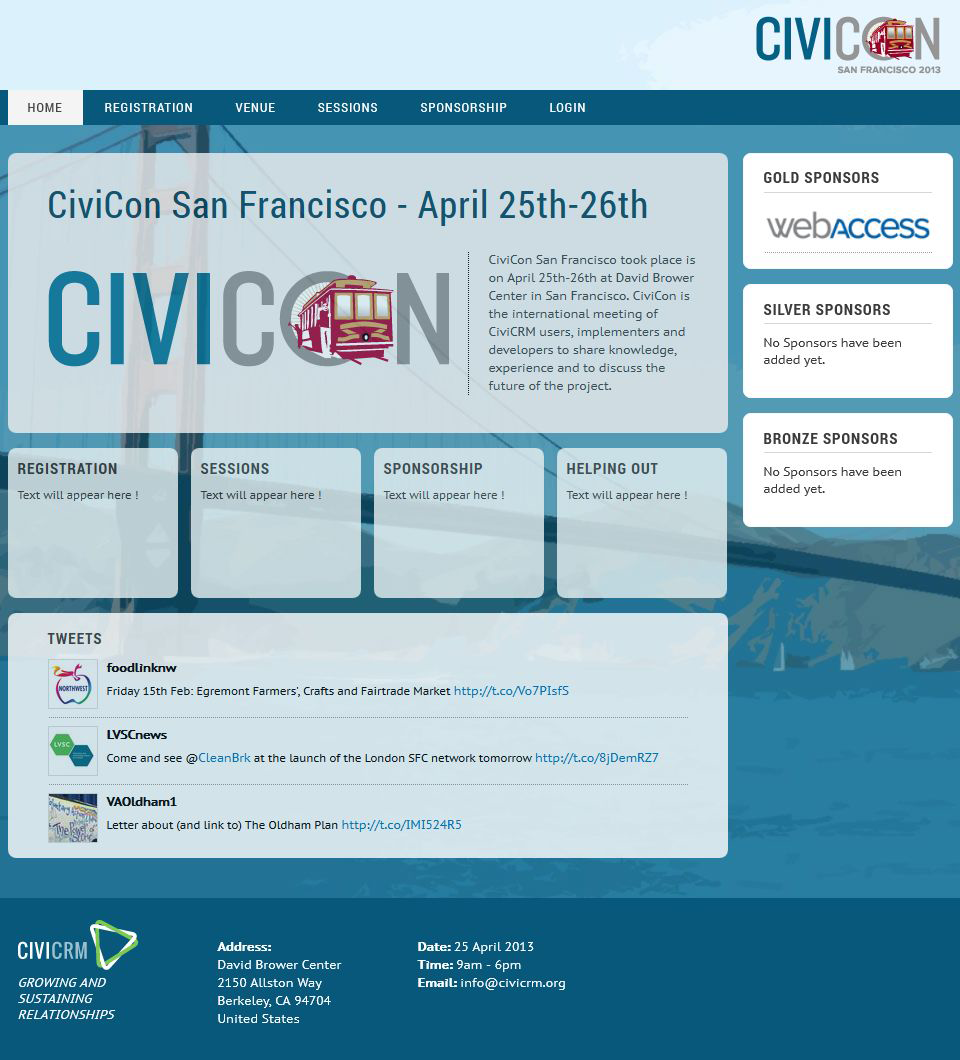 CIVICON
SAN FRANCISCO 2013
HOME
REGISTRATION
VENUE
SESSIONS
SPONSORSHIP
LOGIN
CiviCon San Francisco - April 25th-26th
CIVICON
CiviCon San Francisco took place is
on April 25th-26th at David Brower
Center in San Francisco. CiviCon is
the international meeting of
CiviCRM users, implementers and
developers to share knowledge,
experience and to discuss the
future of the project.
GOLD SPONSORS
webAccess
SILVER SPONSORS
No Sponsors have been
added yet.
BRONZE SPONSORS
No Sponsors have been
added yet.
REGISTRATION
Text will appear here !
SESSIONS
Text will appear here !
SPONSORSHIP
Text will appear here !
HELPING OUT
Text will appear here !
TWEETS
NORTHWEST
foodlinknw
Friday 15th Feb: Egremont Farmers', Crafts and Fairtrade Market http://t.co/Vo7PIsfS
LVSC
LVSCnews
Come and see @CleanBrk at the launch of the London SFC network tomorrow http://t.co/8jDemRZ7
VAOldham1
Letter about (and link to) The Oldham Plan http://t.co/IMI524R5
CIVICRM
GROWING AND
SUSTAINING
RELATIONSHIPS
Address:
David Brower Center
2150 Allston Way
Berkeley, CA 94704
United States
Date: 25 April 2013
Time: 9am - 6pm
Email: info@civicrm.org